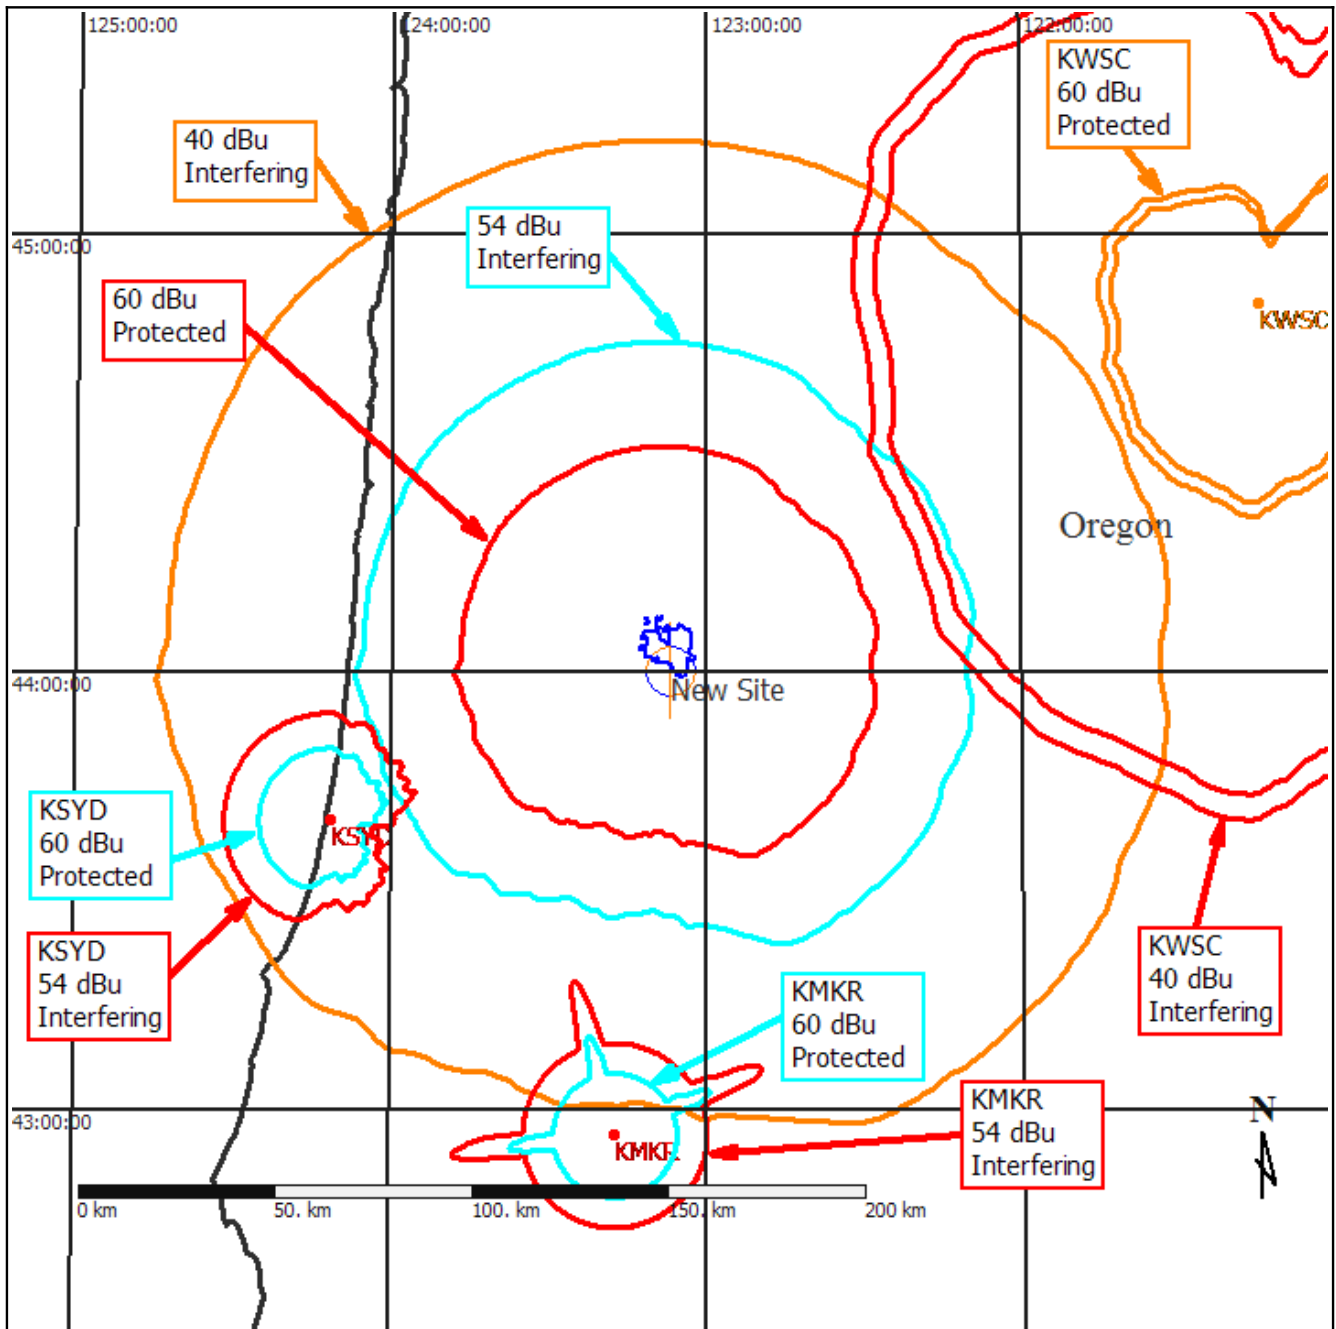 125:00:00
124:00:00
123:00:00
122:00:00
KWSC
60 dBu
Protected
40 dBu
Interfering
54 dBu
Interfering
45:00:00
60 dBu
Protected
KWSC
Oregon
44:00:00
New Site
KSYD
60 dBu
Protected
KSYD
KSYD
54 dBu
Interfering
KWSC
40 dBu
Interfering
KMKR
60 dBu
Protected
43:00:00
KMKR
54 dBu
Interfering
N
KMKR
0 km
50. km
100. km
150. km
200 km